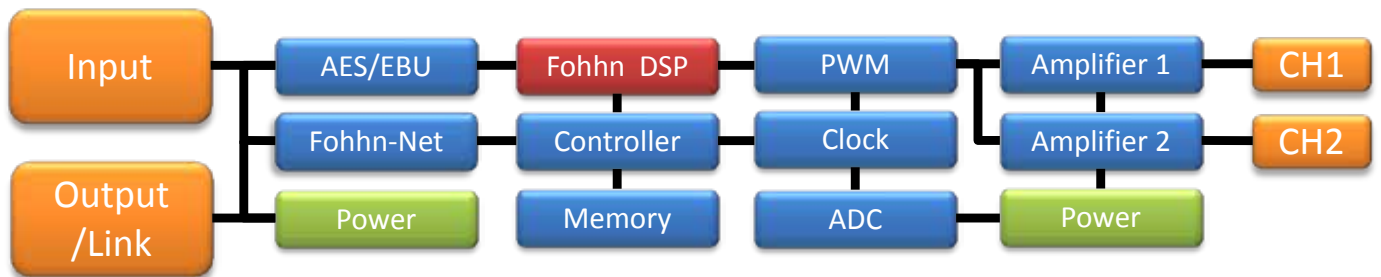 Input
AES/EBU
Fohhn DSP
PWM
Amplifier 1
CH1
Fohhn-Net
Controller
Clock
Amplifier 2
CH2
Output
/Link
Power
Memory
ADC
Power